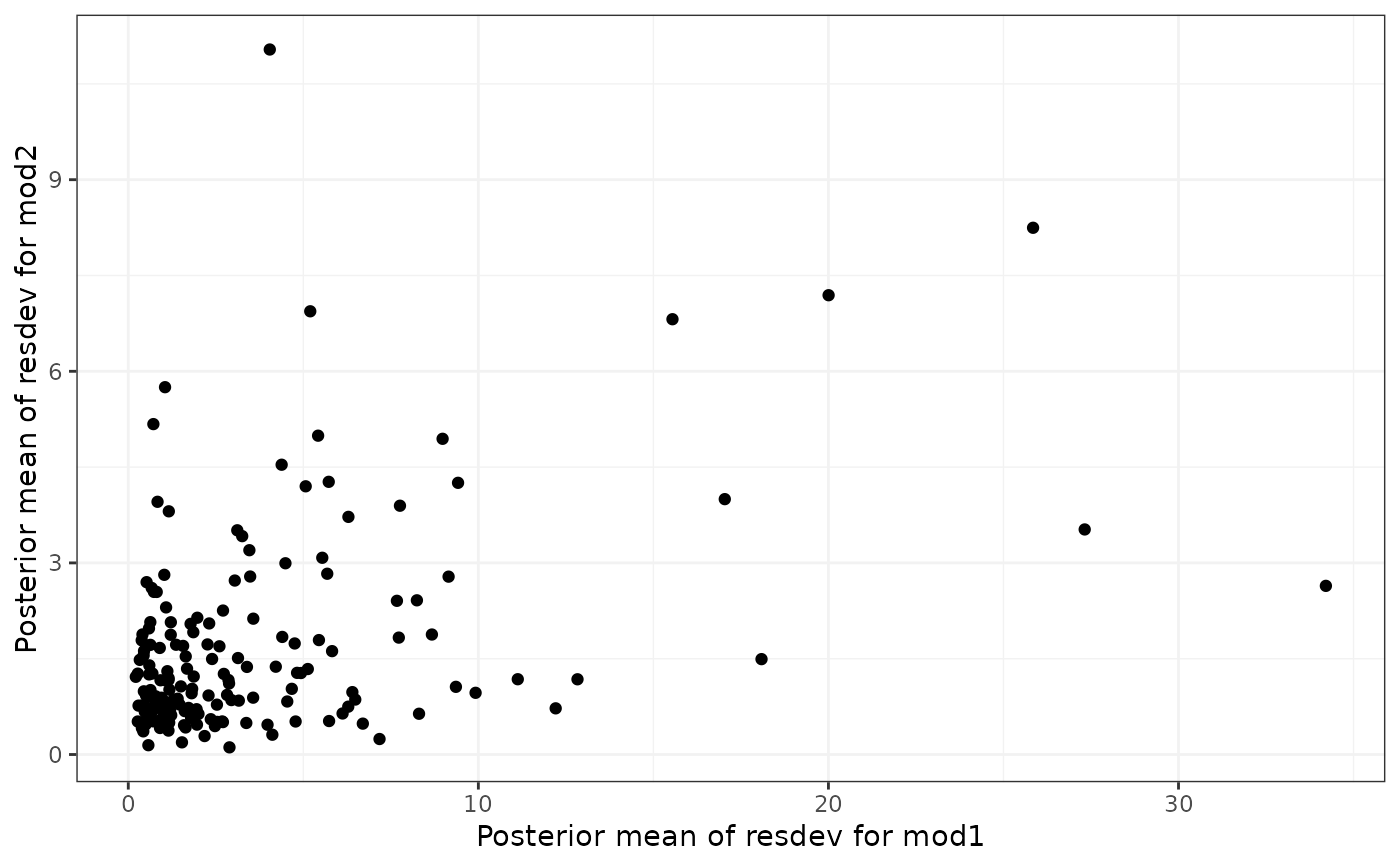 Posterior mean of resdev for mod2
9
6
3
0
0 10 20 30
Posterior mean of resdev for mod1